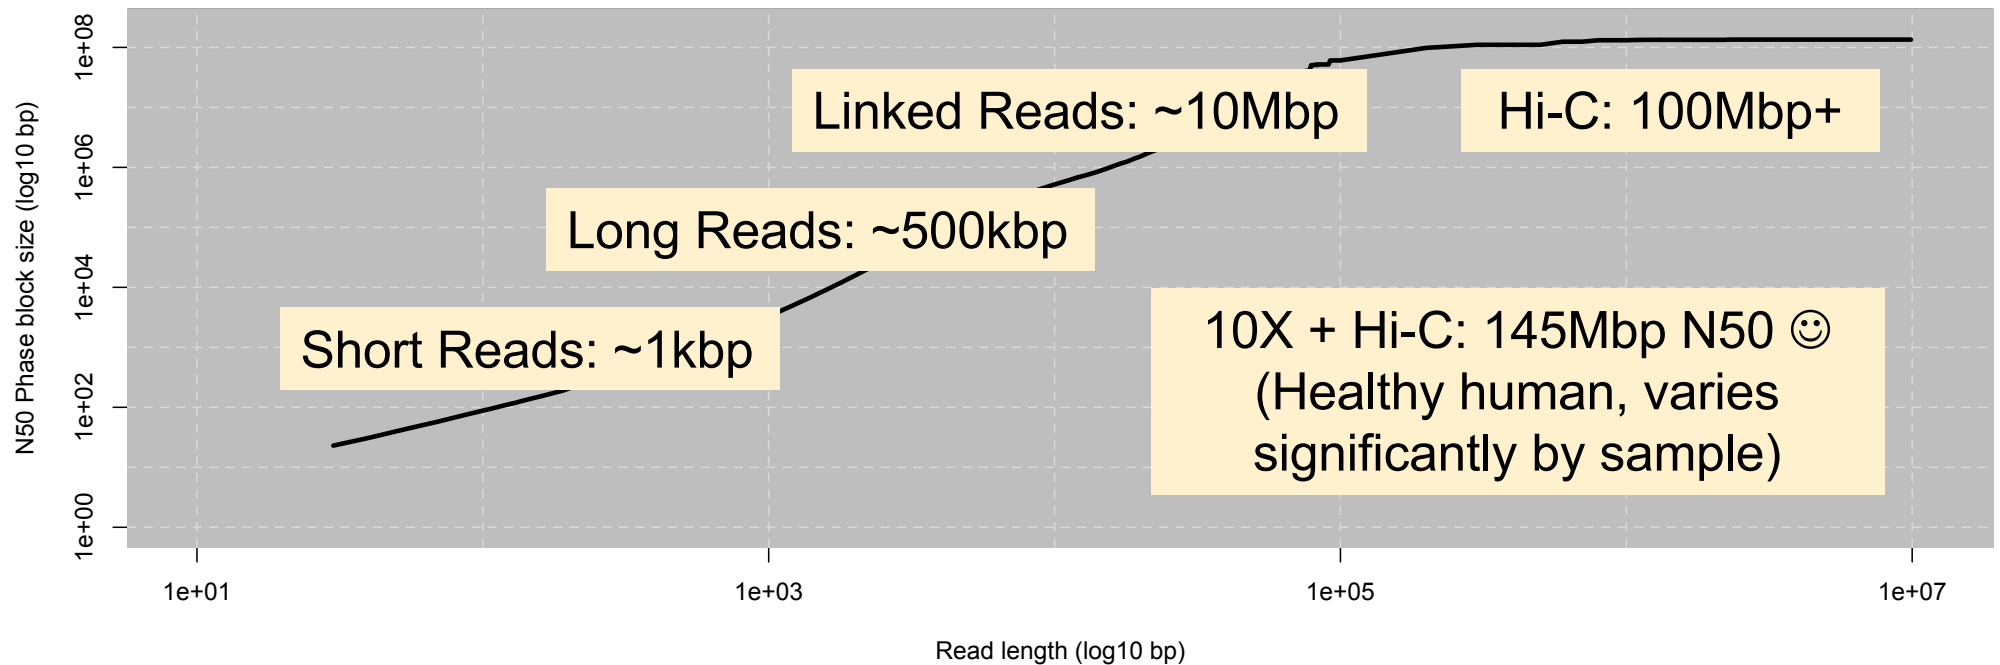 N50 Phase block size (log10 bp)
1e+08
1e+06
1e+04
1e+02
1e+00
Linked Reads: ~10Mbp
Hi-C: 100Mbp+
Long Reads: ~500kbp
Short Reads: ~1kbp
10X + Hi-C: 145Mbp N50 ☺
(Healthy human, varies
significantly by sample)
1e+01 1e+03 1e+05 1e+07
Read length (log10 bp)